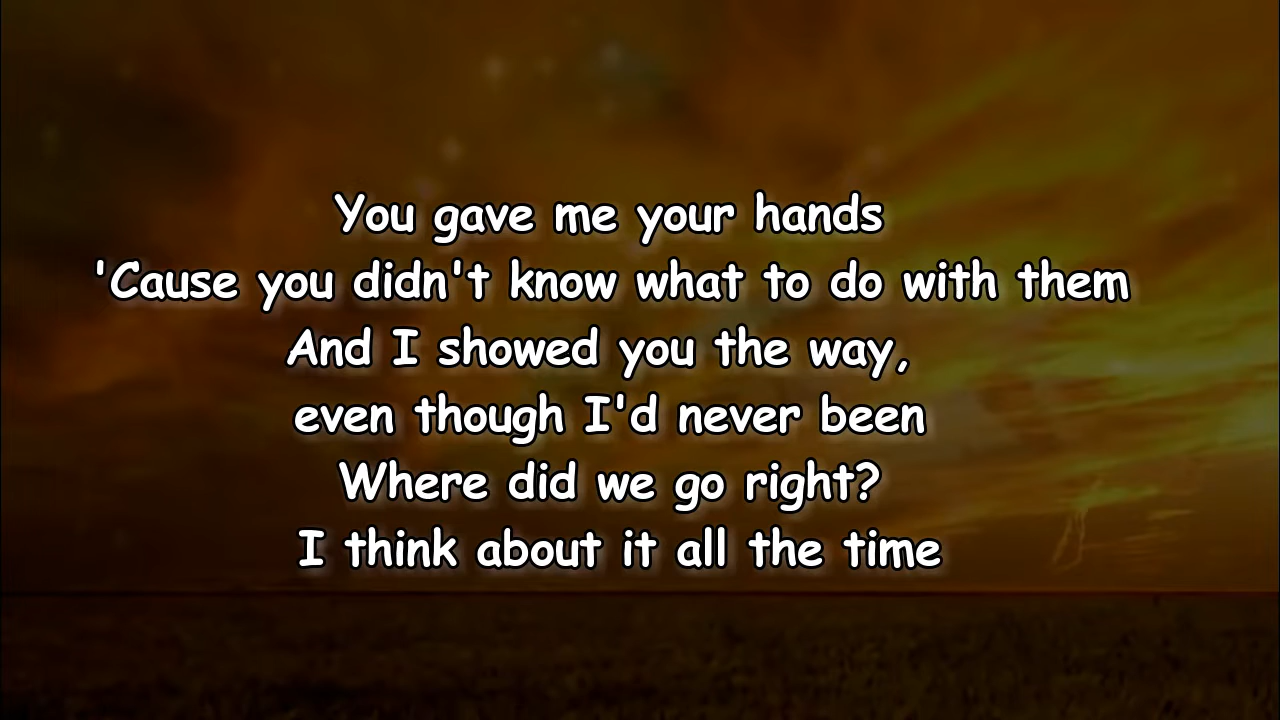 You gave me your hands
'Cause you didn't know what to do with them
And I showed you the way,
even though I'd never been
Where did we go right?
I think about it all the time